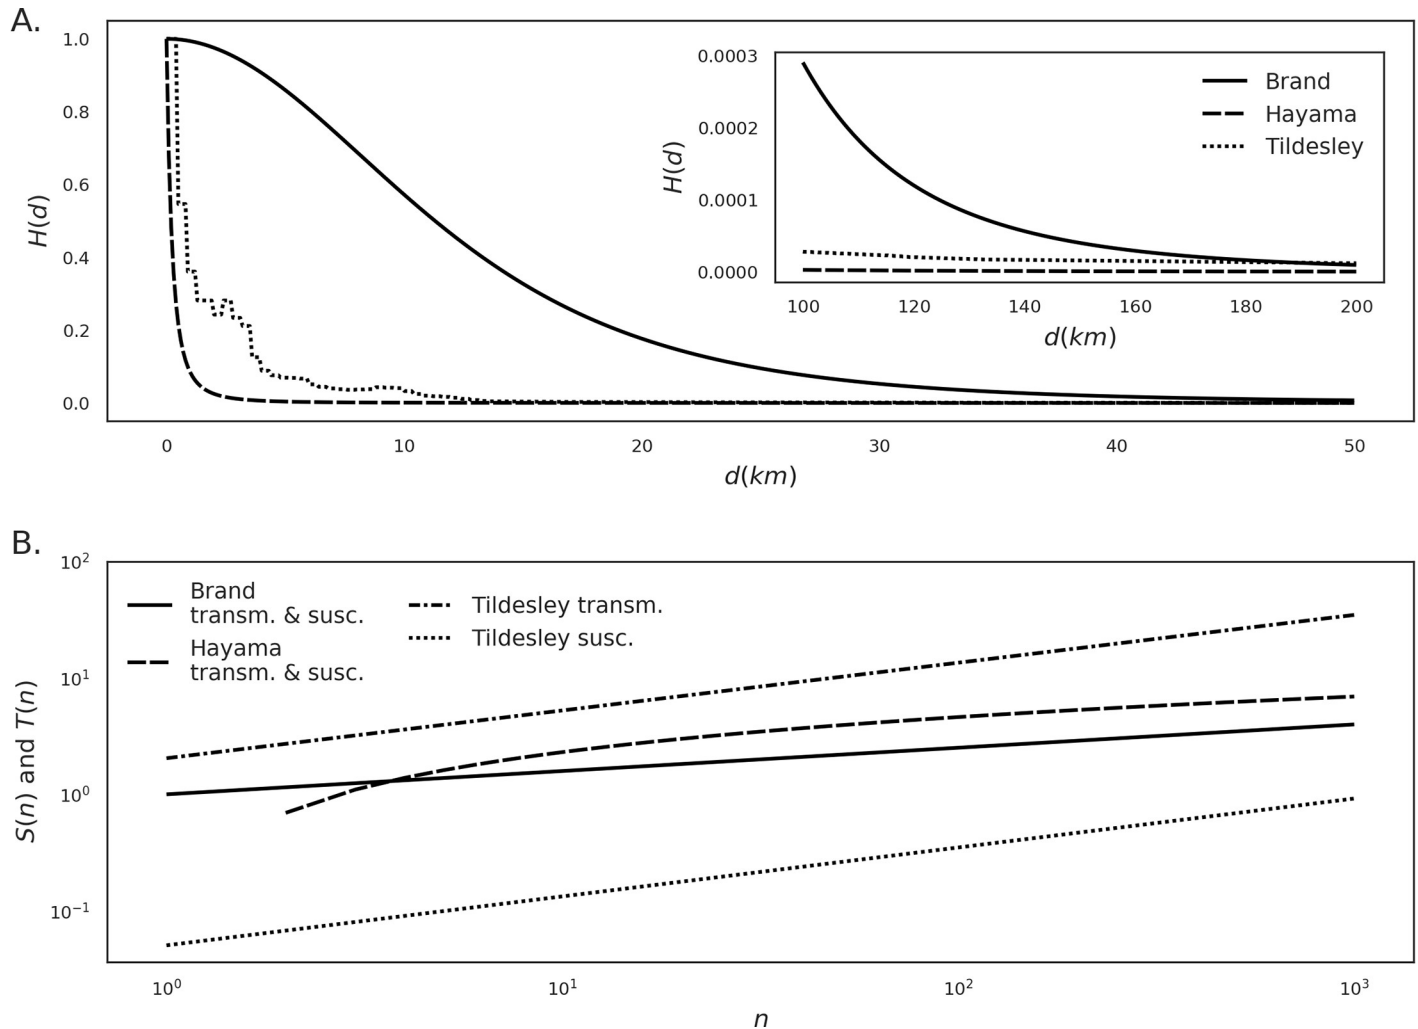 A.
H(d)
1.0
0.8
0.6
0.4
0.2
0.0
0 10 20 30 40 50
d(km)
H(d)
0.0003
0.0002
0.0001
0.0000
100 120 140 160 180 200
d(km)
Brand
Hayama
Tildesley
B.
S(n) and T(n)
10²
10¹
10⁰
10⁻¹
Brand
transm. & susc.
Hayama
transm. & susc.
Tildesley transm.
Tildesley susc.
10⁰ 10¹ 10² 10³
n